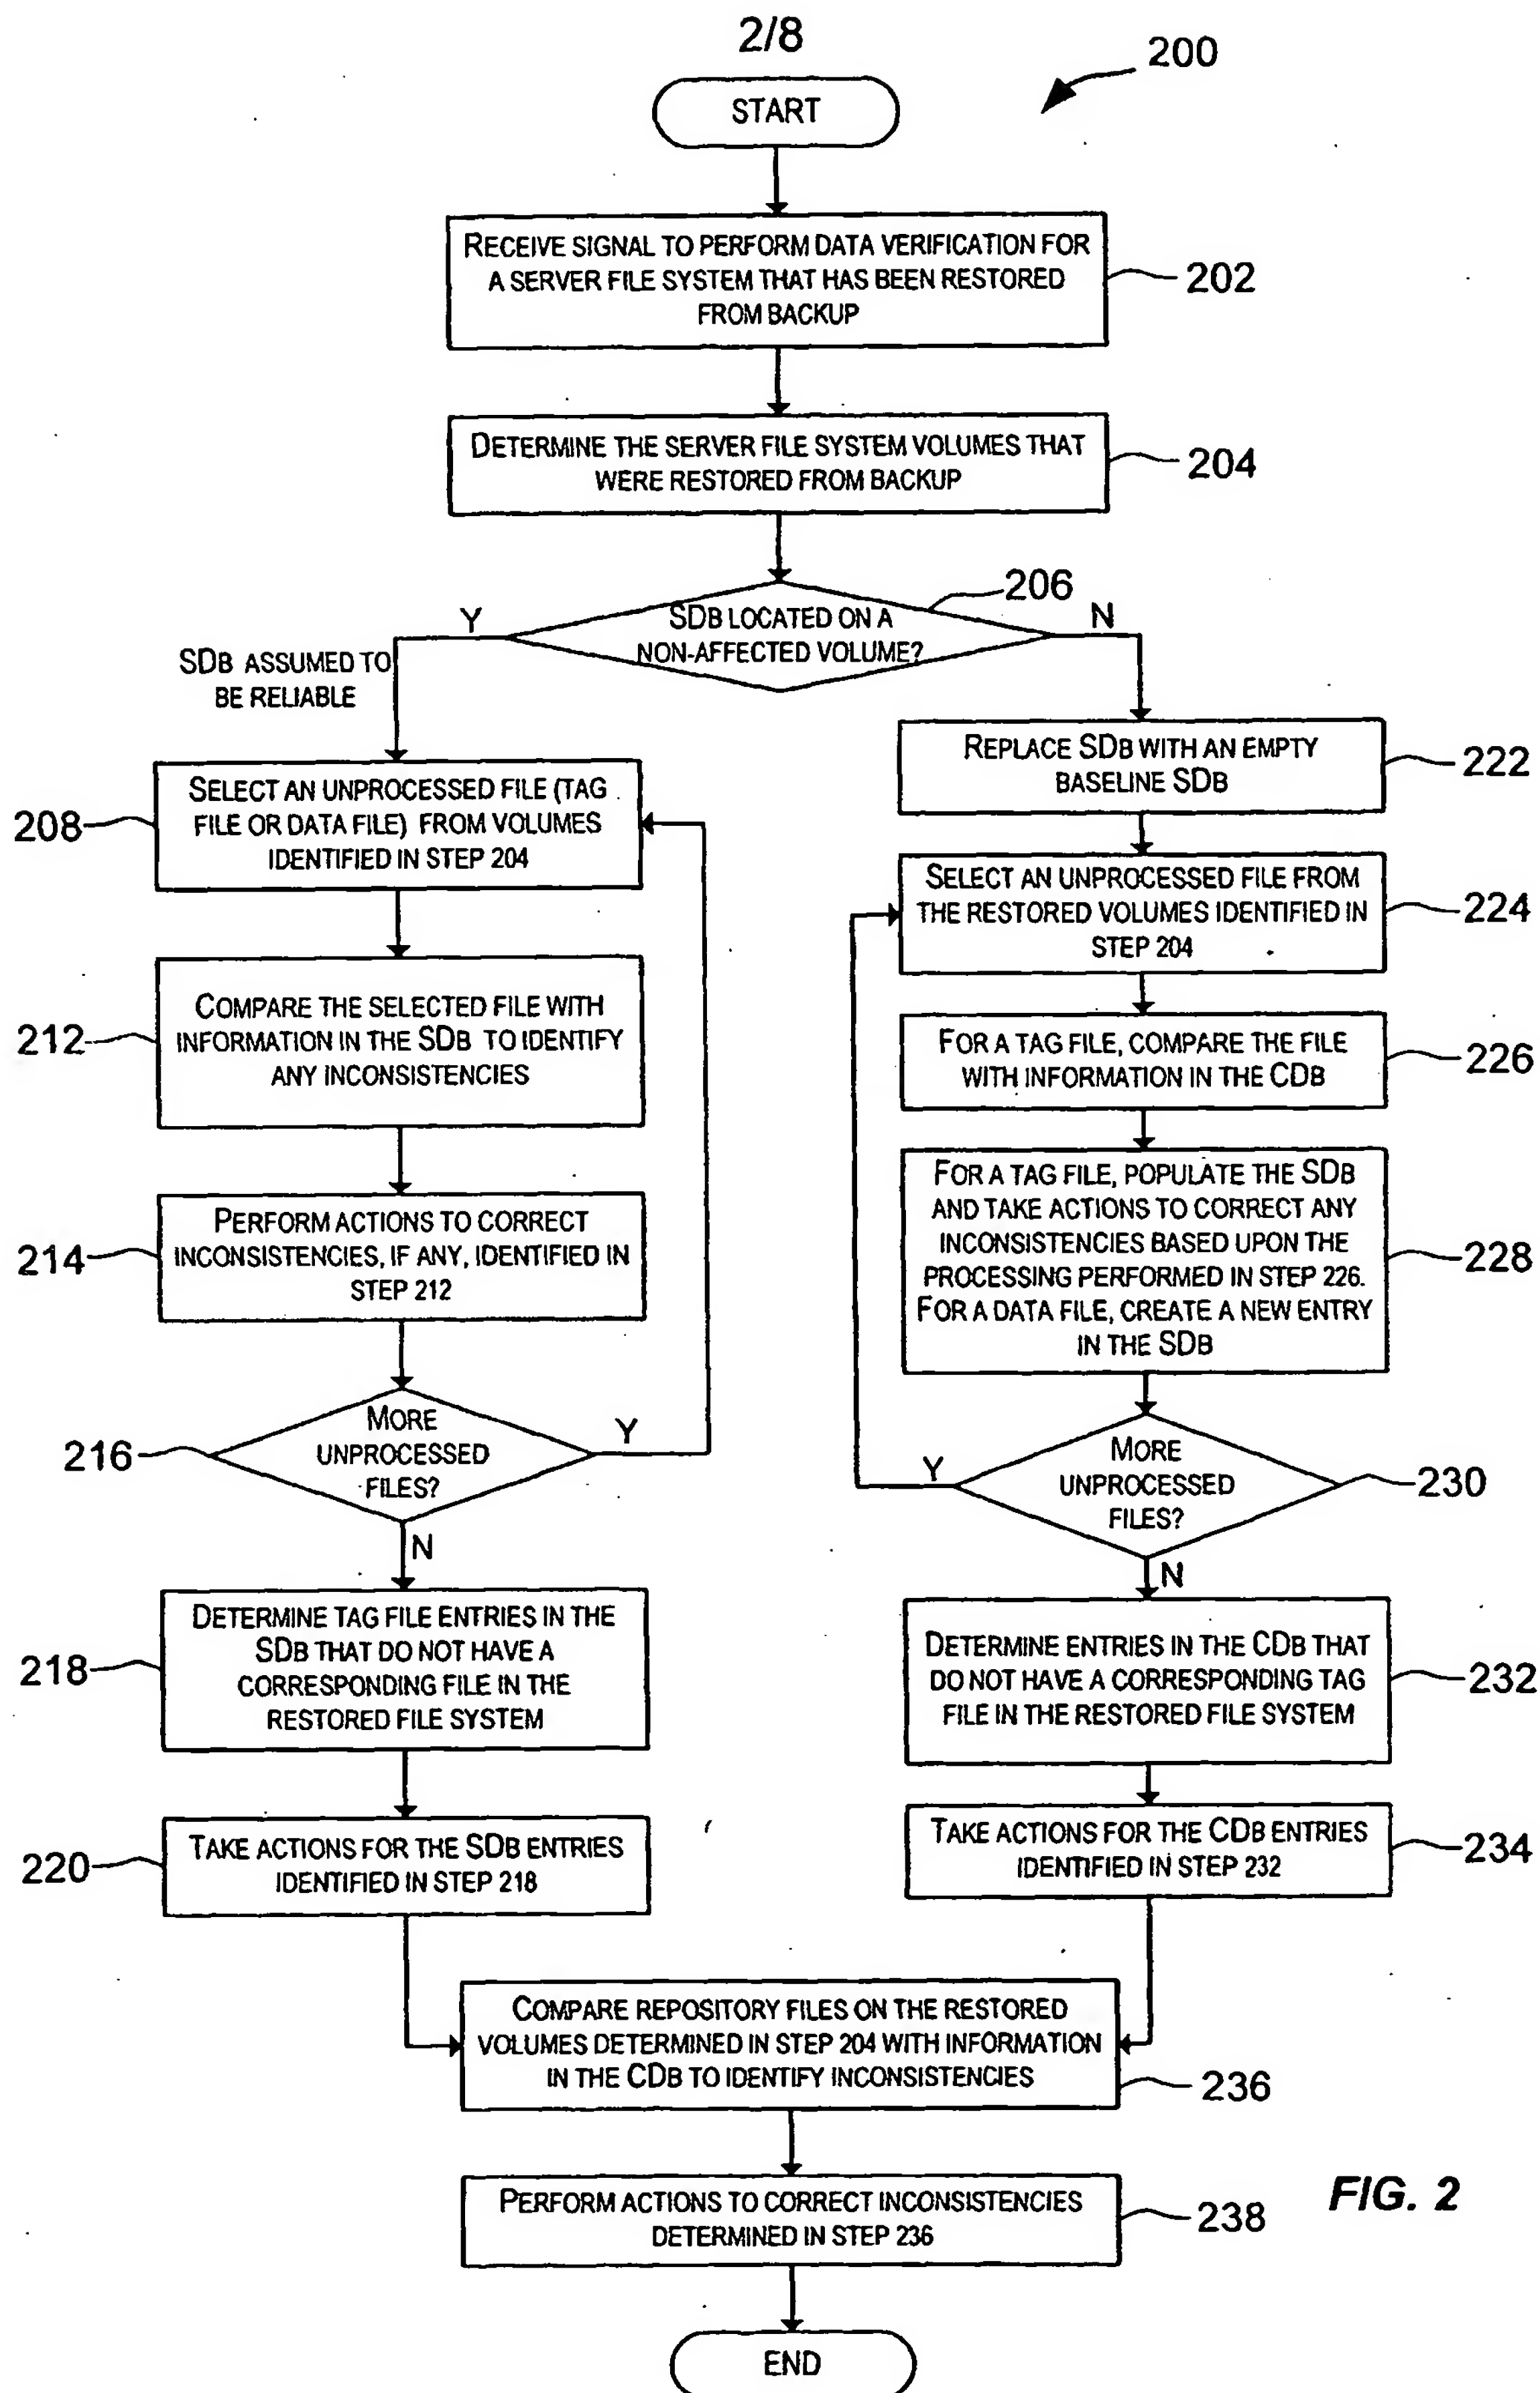 2/8
200
START
RECEIVE SIGNAL TO PERFORM DATA VERIFICATION FOR
A SERVER FILE SYSTEM THAT HAS BEEN RESTORED
FROM BACKUP
202
DETERMINE THE SERVER FILE SYSTEM VOLUMES THAT
WERE RESTORED FROM BACKUP
204
206
SDB LOCATED ON A
NON-AFFECTED VOLUME?
Y
N
SDB ASSUMED TO
BE RELIABLE
208
SELECT AN UNPROCESSED FILE (TAG
FILE OR DATA FILE) FROM VOLUMES
IDENTIFIED IN STEP 204
212
COMPARE THE SELECTED FILE WITH
INFORMATION IN THE SDB TO IDENTIFY
ANY INCONSISTENCIES
214
PERFORM ACTIONS TO CORRECT
INCONSISTENCIES, IF ANY, IDENTIFIED IN
STEP 212
216
MORE
UNPROCESSED
FILES?
Y
N
218
DETERMINE TAG FILE ENTRIES IN THE
SDB THAT DO NOT HAVE A
CORRESPONDING FILE IN THE
RESTORED FILE SYSTEM
220
TAKE ACTIONS FOR THE SDB ENTRIES
IDENTIFIED IN STEP 218
REPLACE SDB WITH AN EMPTY
BASELINE SDB
222
SELECT AN UNPROCESSED FILE FROM
THE RESTORED VOLUMES IDENTIFIED IN
STEP 204
224
FOR A TAG FILE, COMPARE THE FILE
WITH INFORMATION IN THE CDB
226
FOR A TAG FILE, POPULATE THE SDB
AND TAKE ACTIONS TO CORRECT ANY
INCONSISTENCIES BASED UPON THE
PROCESSING PERFORMED IN STEP 226.
FOR A DATA FILE, CREATE A NEW ENTRY
IN THE SDB
228
MORE
UNPROCESSED
FILES?
Y
230
N
DETERMINE ENTRIES IN THE CDB THAT
DO NOT HAVE A CORRESPONDING TAG
FILE IN THE RESTORED FILE SYSTEM
232
TAKE ACTIONS FOR THE CDB ENTRIES
IDENTIFIED IN STEP 232
234
COMPARE REPOSITORY FILES ON THE RESTORED
VOLUMES DETERMINED IN STEP 204 WITH INFORMATION
IN THE CDB TO IDENTIFY INCONSISTENCIES
236
PERFORM ACTIONS TO CORRECT INCONSISTENCIES
DETERMINED IN STEP 236
238
FIG. 2
END